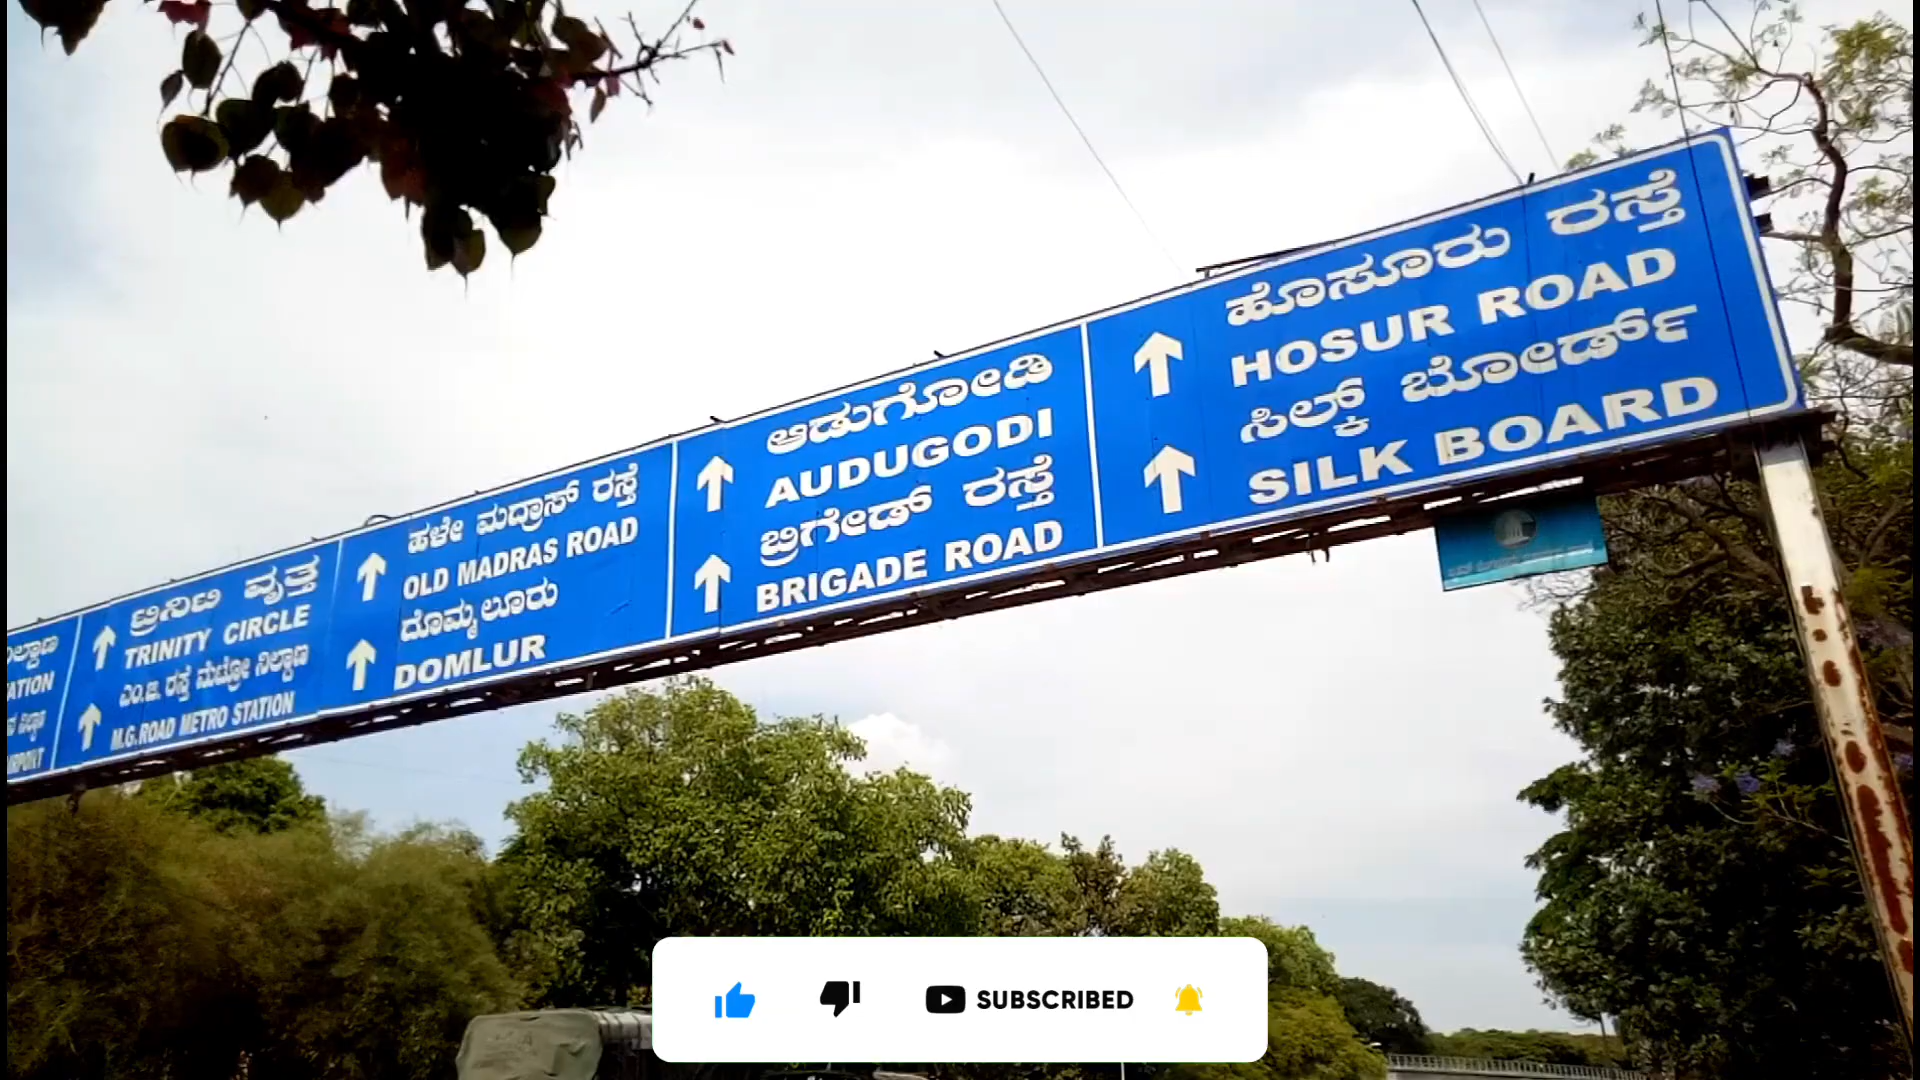 ATION
ಟ್ರಿನಿಟಿ ವೃತ್ತ
TRINITY CIRCLE
ಎಂ.ಜಿ. ರಸ್ತೆ ಮೆಟ್ರೋ ನಿಲ್ದಾಣ
M.G.ROAD METRO STATION
ಹಳೇ ಮದ್ರಾಸ್ ರಸ್ತೆ
OLD MADRAS ROAD
ದೊಮ್ಮಲೂರು
DOMLUR
ಆಡುಗೋಡಿ
AUDUGODI
ಬ್ರಿಗೇಡ್ ರಸ್ತೆ
BRIGADE ROAD
ಹೊಸೂರು ರಸ್ತೆ
HOSUR ROAD
ಸಿಲ್ಕ್ ಬೋರ್ಡ್
SILK BOARD
SUBSCRIBED